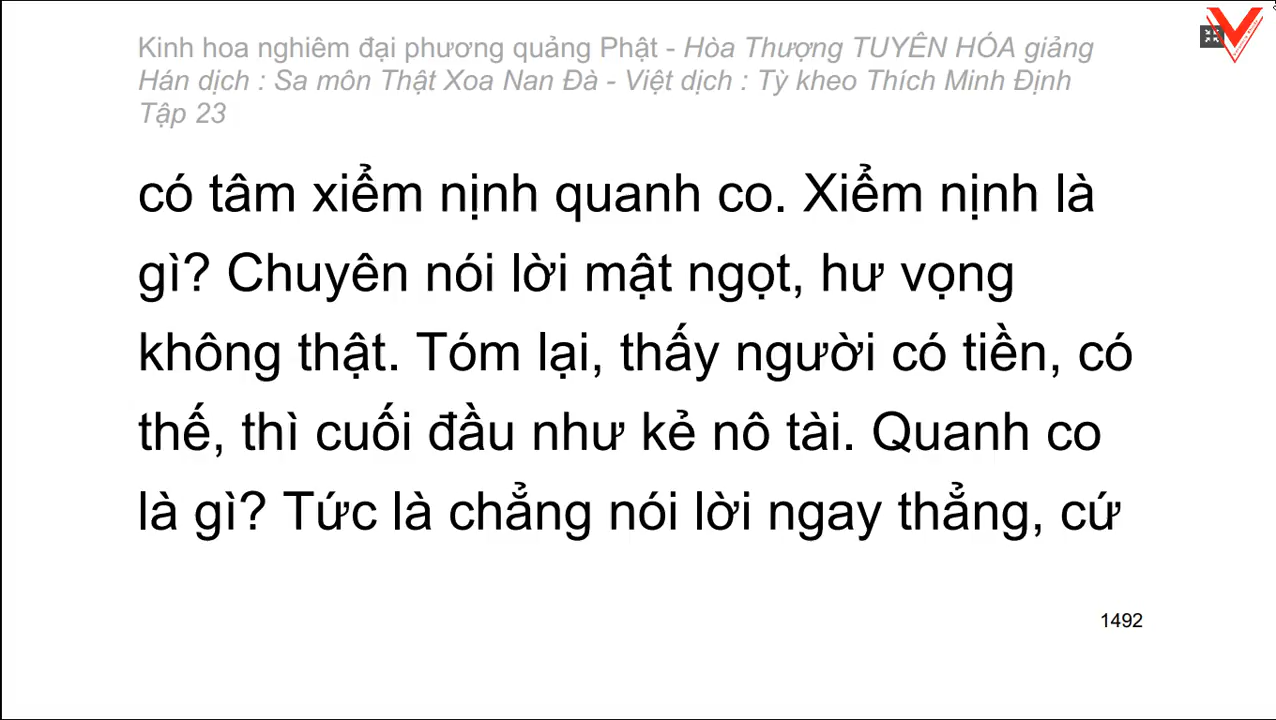 Kinh hoa nghiêm đại phương quảng Phật - Hòa Thượng TUYÊN HÓA giảng
Hán dịch : Sa môn Thật Xoa Nan Đà - Việt dịch : Tỳ kheo Thích Minh Định
Tập 23
có tâm xiểm nịnh quanh co. Xiểm nịnh là
gì? Chuyên nói lời mật ngọt, hư vọng
không thật. Tóm lại, thấy người có tiền, có
thế, thì cuối đầu như kẻ nô tài. Quanh co
là gì? Tức là chẳng nói lời ngay thẳng, cứ
1492